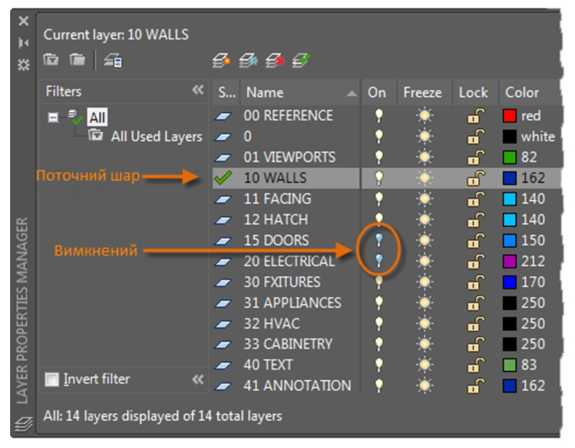 Current layer: 10 WALLS
Filters
S... Name On Freeze Lock Color
All
All Used Layers
00 REFERENCE red
0 white
01 VIEWPORTS 82
Поточний шар
10 WALLS 162
11 FACING 140
12 HATCH 140
15 DOORS 150
Вимкнений
20 ELECTRICAL 212
30 FXITURES 170
31 APPLIANCES 250
32 HVAC 250
33 CABINETRY 250
40 TEXT 83
41 ANNOTATION 162
Invert filter
All: 14 layers displayed of 14 total layers
LAYER PROPERTIES MANAGER